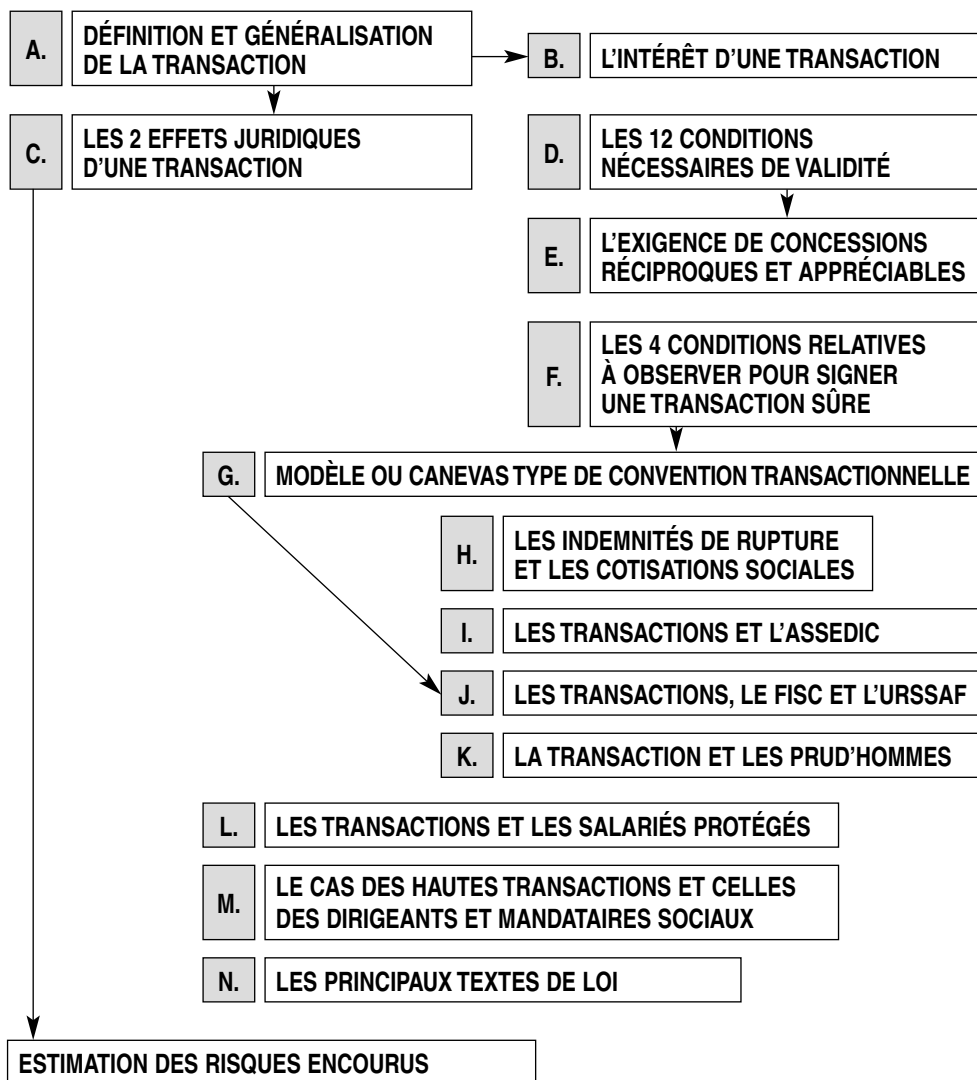 A.
DÉFINITION ET GÉNÉRALISATION
DE LA TRANSACTION
B.
L'INTÉRÊT D'UNE TRANSACTION
C.
LES 2 EFFETS JURIDIQUES
D'UNE TRANSACTION
D.
LES 12 CONDITIONS
NÉCESSAIRES DE VALIDITÉ
E.
L'EXIGENCE DE CONCESSIONS
RÉCIPROQUES ET APPRÉCIABLES
F.
LES 4 CONDITIONS RELATIVES
À OBSERVER POUR SIGNER
UNE TRANSACTION SÛRE
G.
MODÈLE OU CANEVAS TYPE DE CONVENTION TRANSACTIONNELLE
H.
LES INDEMNITÉS DE RUPTURE
ET LES COTISATIONS SOCIALES
I.
LES TRANSACTIONS ET L'ASSEDIC
J.
LES TRANSACTIONS, LE FISC ET L'URSSAF
K.
LA TRANSACTION ET LES PRUD'HOMMES
L.
LES TRANSACTIONS ET LES SALARIÉS PROTÉGÉS
M.
LE CAS DES HAUTES TRANSACTIONS ET CELLES
DES DIRIGEANTS ET MANDATAIRES SOCIAUX
N.
LES PRINCIPAUX TEXTES DE LOI
ESTIMATION DES RISQUES ENCOURUS